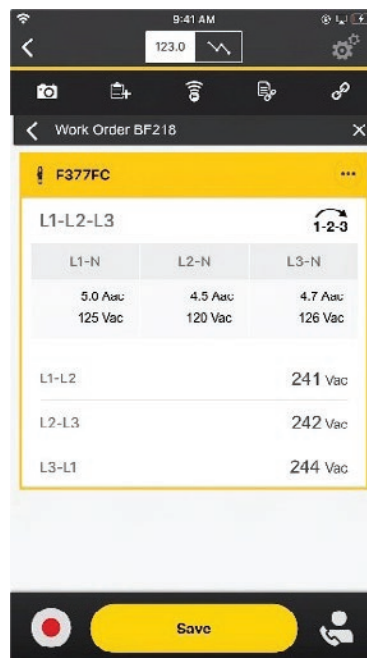 9:41 AM
123.0
Work Order BF218
F377FC
L1-L2-L3
1-2-3
L1-N L2-N L3-N
5.0 Aac 4.5 Aac 4.7 Aac
125 Vac 120 Vac 126 Vac
L1-L2 241 Vac
L2-L3 242 Vac
L3-L1 244 Vac
Save